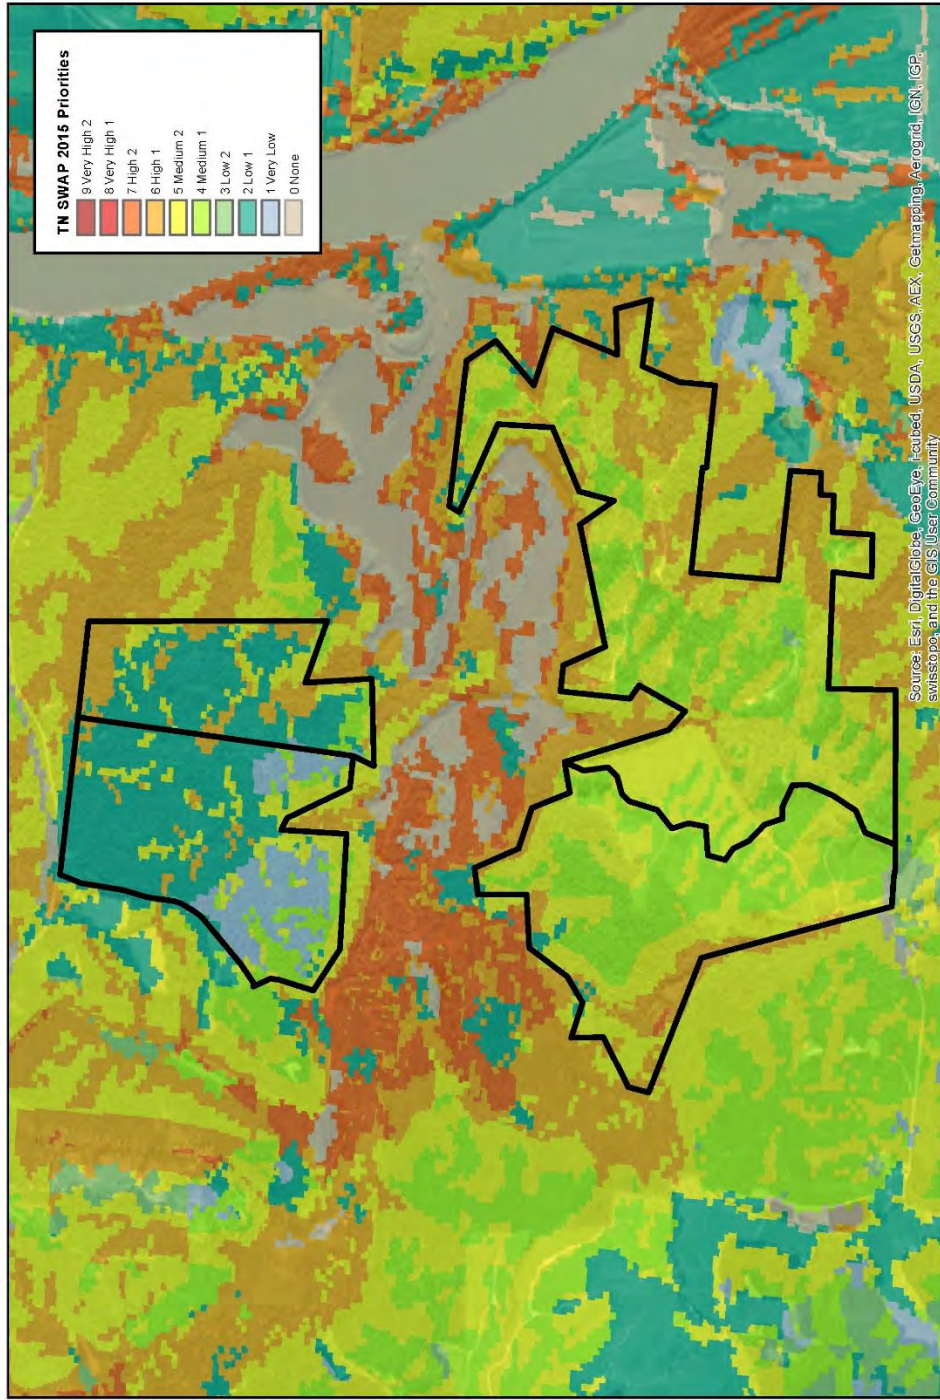 TN SWAP 2015 Priorities
9 Very High 2
8 Very High 1
7 High 2
6 High 1
5 Medium 2
4 Medium 1
3 Low 2
2 Low 1
1 Very Low
0 None
Source: Esri, DigitalGlobe, GeoEye, i-cubed, USDA, USGS, AEX, Getmapping, Aerogrid, IGN, IGP,
swisstopo, and the GIS User Community